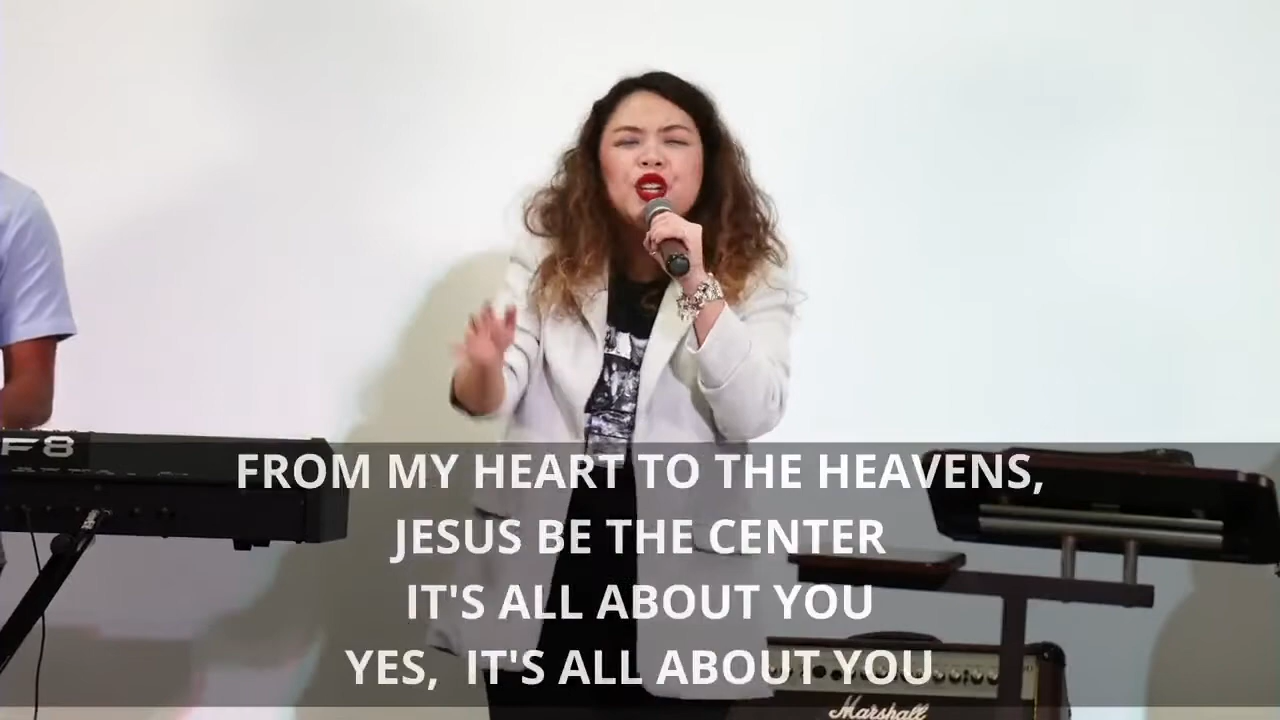 F8
FROM MY HEART TO THE HEAVENS,
JESUS BE THE CENTER
IT'S ALL ABOUT YOU
YES, IT'S ALL ABOUT YOU
Marshall